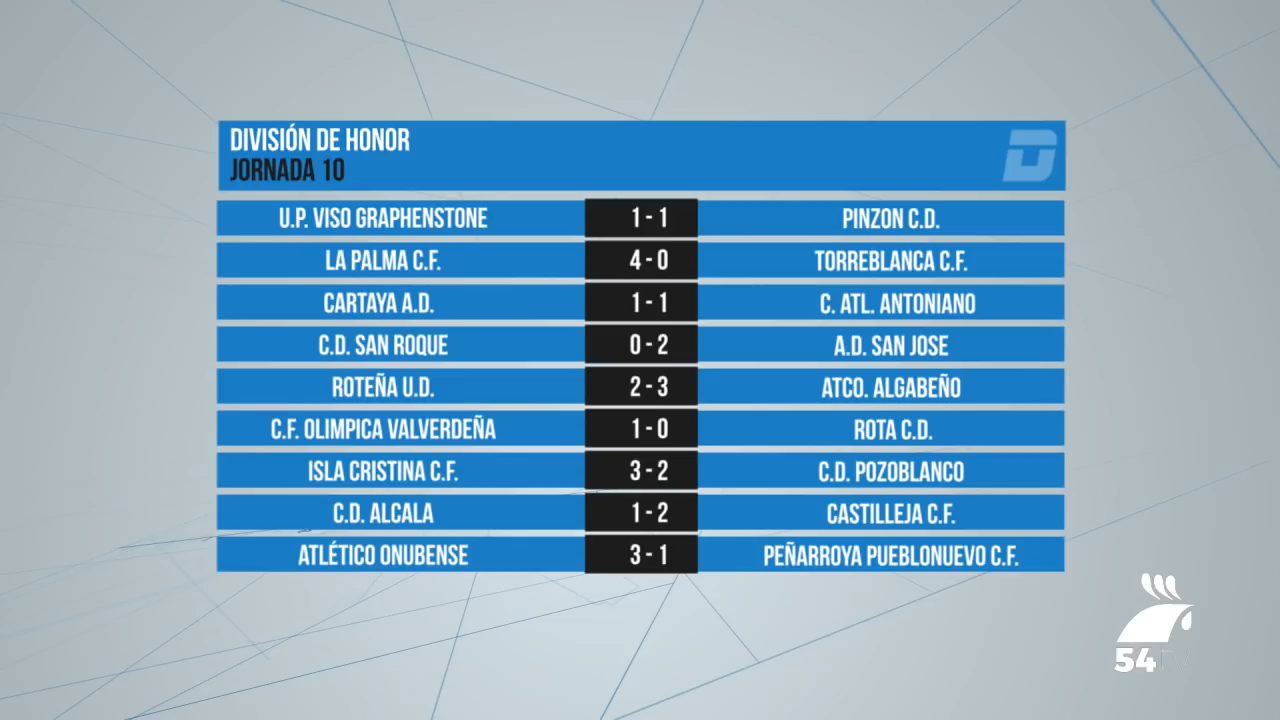 DIVISIÓN DE HONOR
JORNADA 10
U.P. VISO GRAPHENSTONE 1 - 1 PINZON C.D.
LA PALMA C.F. 4 - 0 TORREBLANCA C.F.
CARTAYA A.D. 1 - 1 C. ATL. ANTONIANO
C.D. SAN ROQUE 0 - 2 A.D. SAN JOSE
ROTEÑA U.D. 2 - 3 ATCO. ALGABEÑO
C.F. OLIMPICA VALVERDEÑA 1 - 0 ROTA C.D.
ISLA CRISTINA C.F. 3 - 2 C.D. POZOBLANCO
C.D. ALCALA 1 - 2 CASTILLEJA C.F.
ATLÉTICO ONUBENSE 3 - 1 PEÑARROYA PUEBLONUEVO C.F.
54